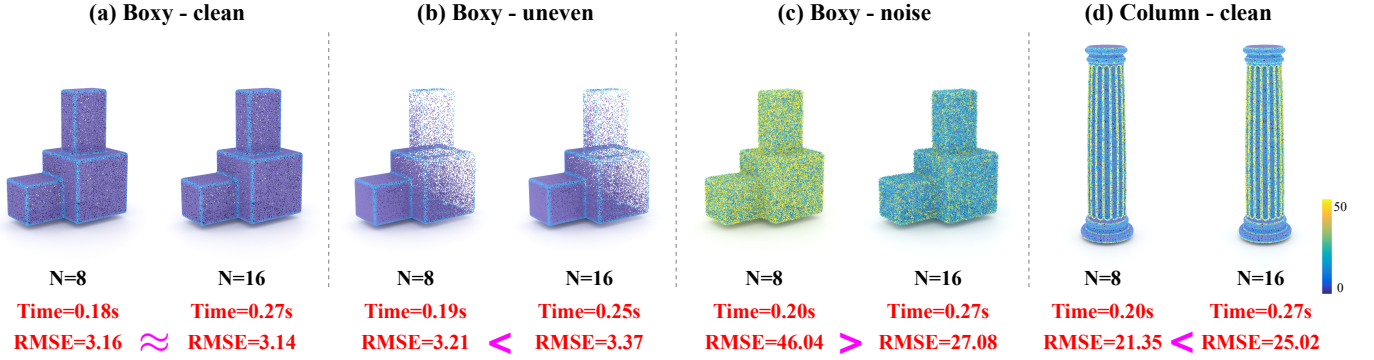 (a) Boxy - clean
(b) Boxy - uneven
(c) Boxy - noise
(d) Column - clean
50
0
N=8
N=16
N=8
N=16
N=8
N=16
N=8
N=16
Time=0.18s
Time=0.27s
Time=0.19s
Time=0.25s
Time=0.20s
Time=0.27s
Time=0.20s
Time=0.27s
RMSE=3.16 ≈ RMSE=3.14
RMSE=3.21 < RMSE=3.37
RMSE=46.04 > RMSE=27.08
RMSE=21.35 < RMSE=25.02